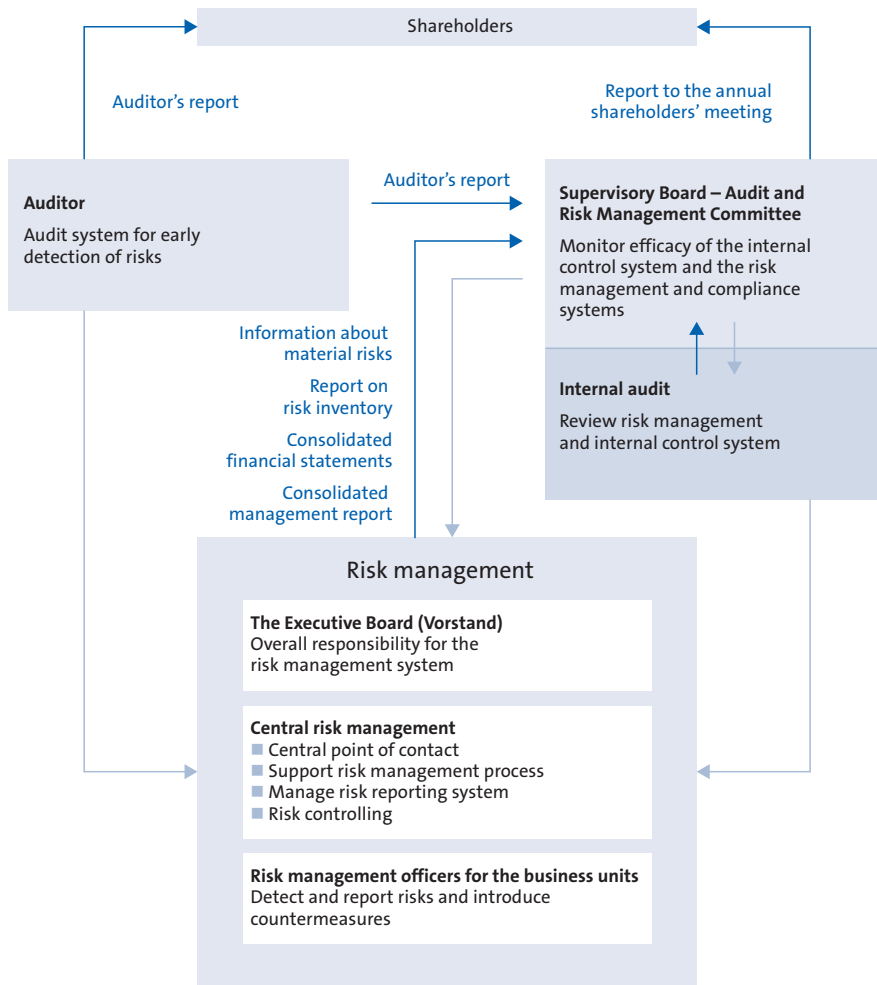 Shareholders
Auditor’s report
Report to the annual
shareholders’ meeting
Auditor
Audit system for early
detection of risks
Auditor’s report
Supervisory Board – Audit and
Risk Management Committee
Monitor efficacy of the internal
control system and the risk
management and compliance
systems
Information about
material risks
Report on
risk inventory
Consolidated
financial statements
Consolidated
management report
Internal audit
Review risk management
and internal control system
Risk management
The Executive Board (Vorstand)
Overall responsibility for the
risk management system
Central risk management
Central point of contact
Support risk management process
Manage risk reporting system
Risk controlling
Risk management officers for the business units
Detect and report risks and introduce
countermeasures